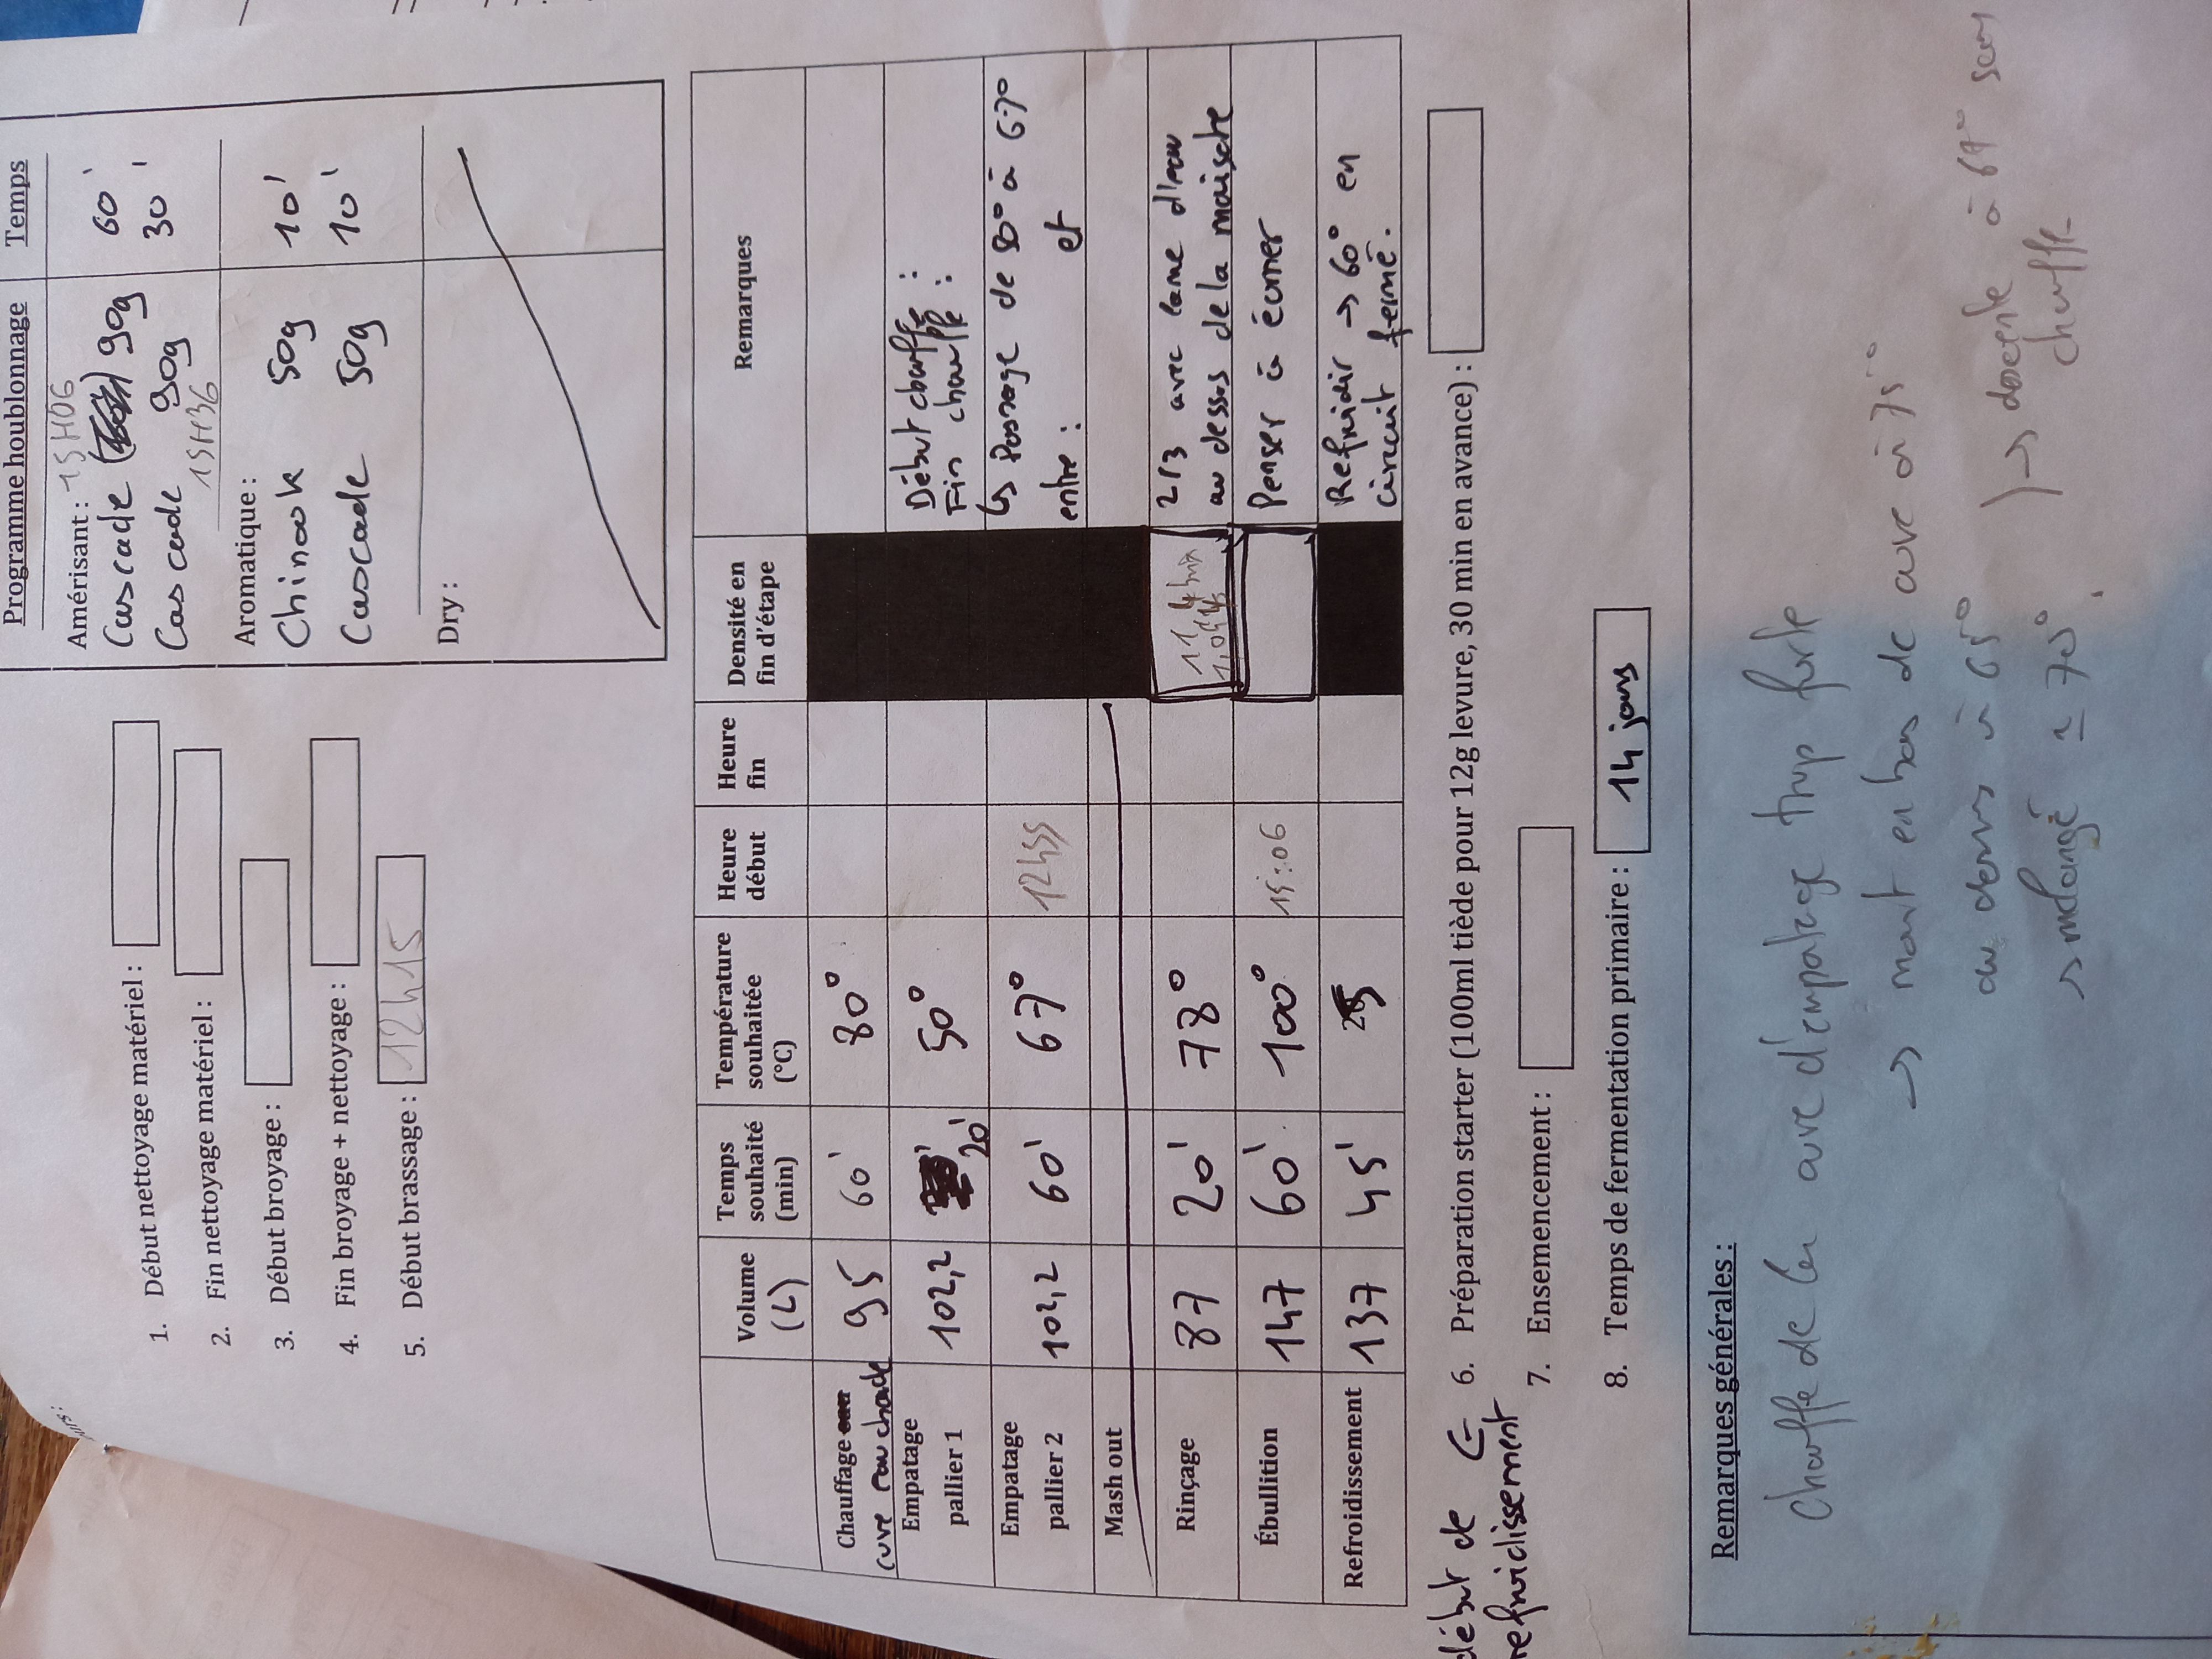 urs :
Programme houblonnage Temps
Amérisant : 15H06
Cascade 90g 60'
Cascade 90g 30'
15H36
Aromatique :
Chinook 50g 10'
Cascade 50g 10'
Dry :
1. Début nettoyage matériel :
2. Fin nettoyage matériel :
3. Début broyage :
4. Fin broyage + nettoyage :
5. Début brassage : 12h15
Volume (L) Temps souhaité (min) Température souhaitée (°C) Heure début Heure fin Densité en fin d'étape Remarques
Chauffage eau cuve eau chaude 95 60' 80°
Empatage pallier 1 102,2 20' 50° Début chauffe : Fin chauffe :
Empatage pallier 2 102,2 60' 67° 12h55 ↳ Passage de 50° à 67° entre : et
Mash out
Rinçage 87 20' 78° 11,4 brix 2/3 avec lame d'eau au dessus de la maische
Ébullition 147 60' 100° 15:06 Penser à écumer
Refroidissement 137 45' Refroidir → 60° en circuit fermé.
début de refroidissement ←
6. Préparation starter (100ml tiède pour 12g levure, 30 min en avance) :
7. Ensemencement :
8. Temps de fermentation primaire : 14 jours
Remarques générales :
Chauffe de la cuve d'empatage trop forte
→ mout en bas de cuve à 75°
au dessus à 65°
mélangé ≃ 70°.
→ descente à 67° sans
chauffe